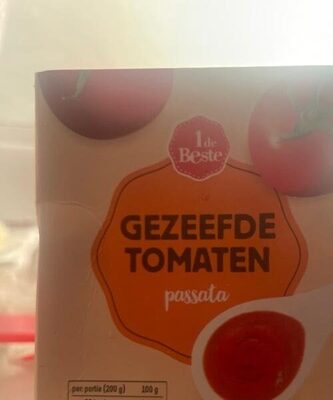 1 de
Beste
GEZEEFDE
TOMATEN
passata
per portie (200 g) 100 g